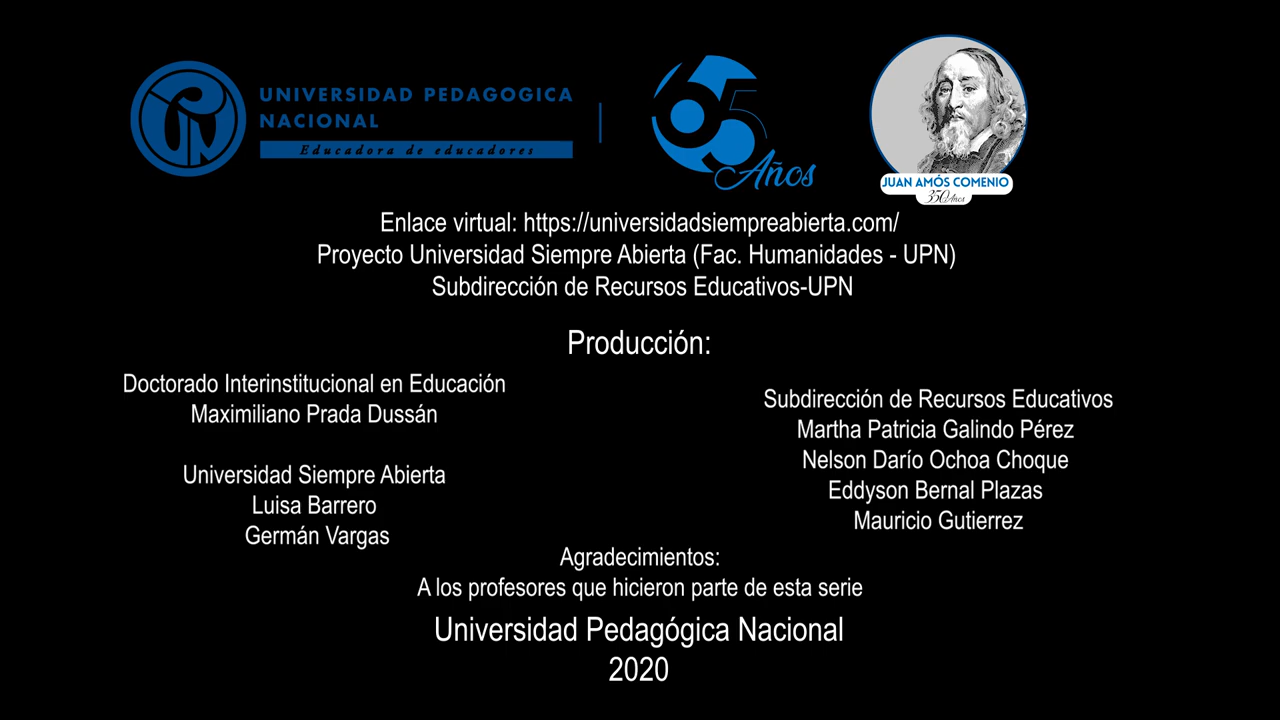 UNIVERSIDAD PEDAGOGICA
NACIONAL
Educadora de educadores
65
Años
JUAN AMÓS COMENIO
350 Años
Enlace virtual: https://universidadsiempreabierta.com/
Proyecto Universidad Siempre Abierta (Fac. Humanidades - UPN)
Subdirección de Recursos Educativos-UPN
Producción:
Doctorado Interinstitucional en Educación
Maximiliano Prada Dussán
Universidad Siempre Abierta
Luisa Barrero
Germán Vargas
Subdirección de Recursos Educativos
Martha Patricia Galindo Pérez
Nelson Darío Ochoa Choque
Eddyson Bernal Plazas
Mauricio Gutierrez
Agradecimientos:
A los profesores que hicieron parte de esta serie
Universidad Pedagógica Nacional
2020